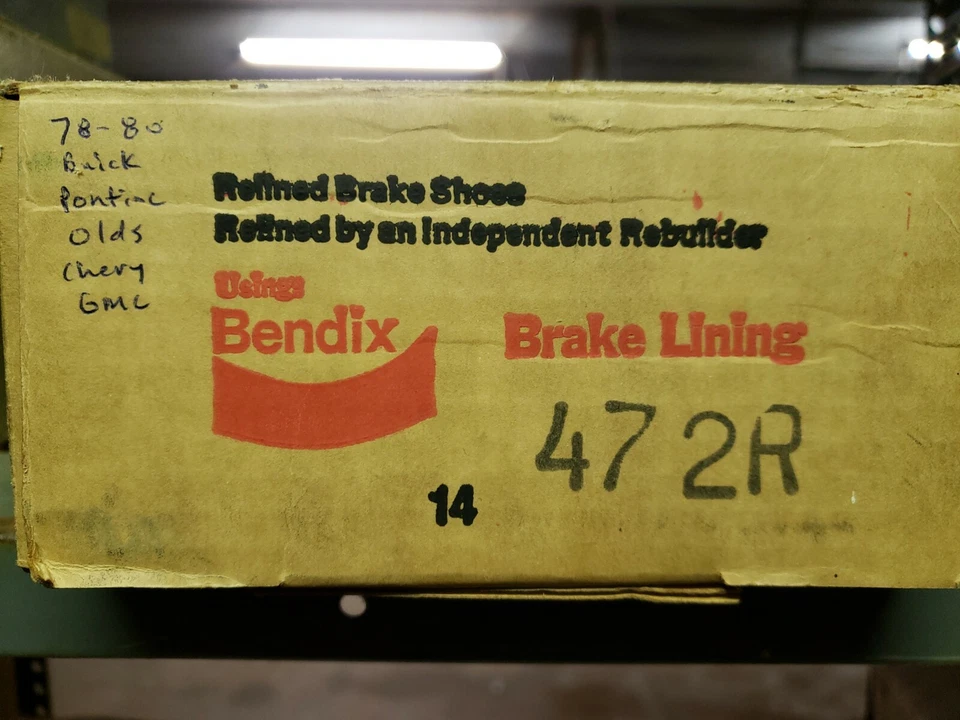 78-80
Buick
Pontiac
Olds
Chevy
GMC
Relined Brake Shoes
Relined by an Independent Rebuilder
Using
Bendix
Brake Lining
472R
14